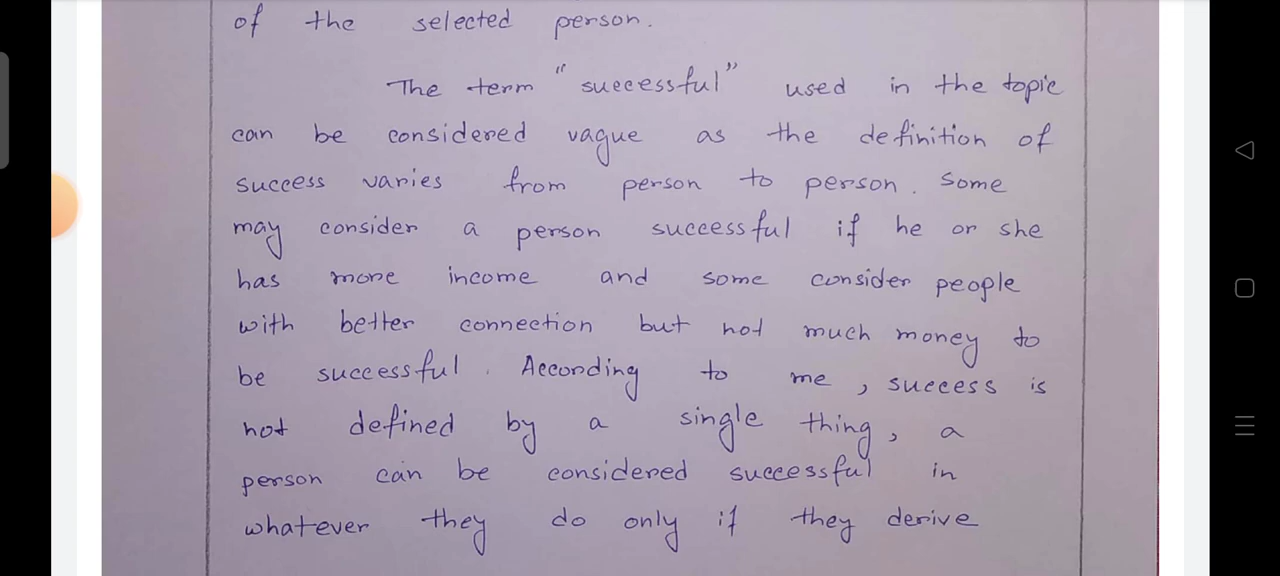 of the selected person.
The term "successful" used in the topic
can be considered vague as the definition of
success varies from person to person. Some
may consider a person successful if he or she
has more income and some consider people
with better connection but not much money to
be successful. According to me, success is
not defined by a single thing, a
person can be considered successful in
whatever they do only if they derive